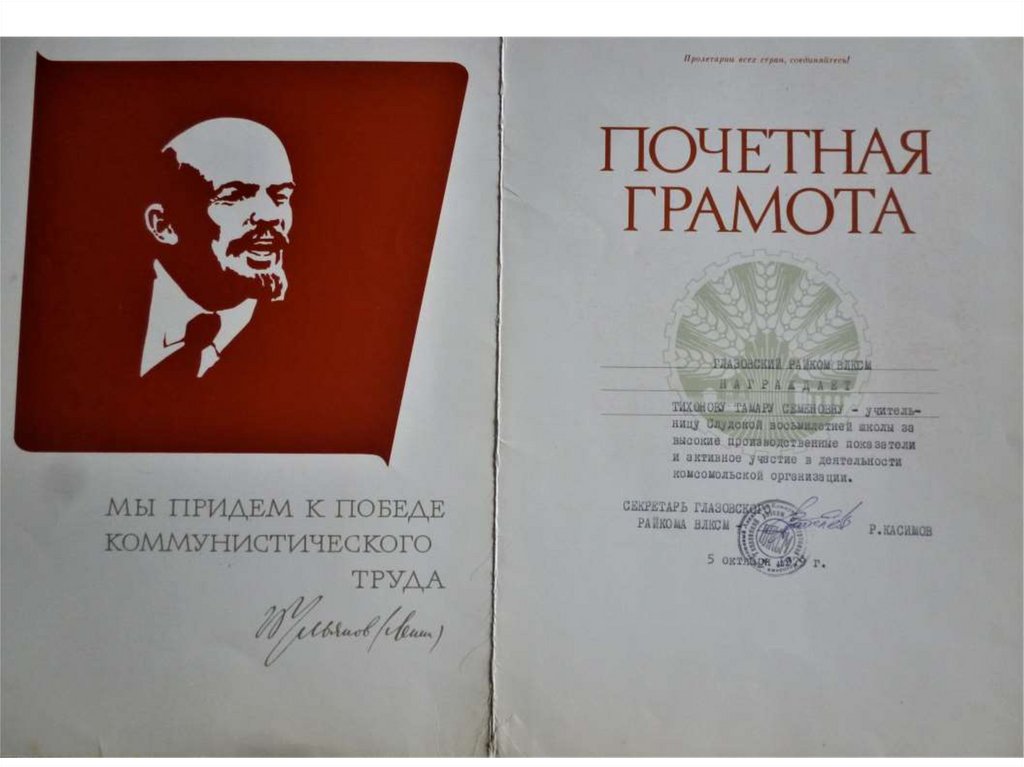 МЫ ПРИДЕМ К ПОБЕДЕ
КОММУНИСТИЧЕСКОГО
ТРУДА
В Ульянов (Ленин)
Пролетарии всех стран, соединяйтесь!
ПОЧЕТНАЯ
ГРАМОТА
ГЛАЗОВСКИЙ РАЙКОМ ВЛКСМ
НАГРАЖДАЕТ
ТИХОНОВУ ТАМАРУ СЕМЕНОВНУ - учитель-
ницу Слудской восьмилетней школы за
высокие производственные показатели
и активное участие в деятельности
комсомольской организации.
СЕКРЕТАРЬ ГЛАЗОВСКОГО
РАЙКОМА ВЛКСМ - Р.КАСИМОВ
5 октября г.